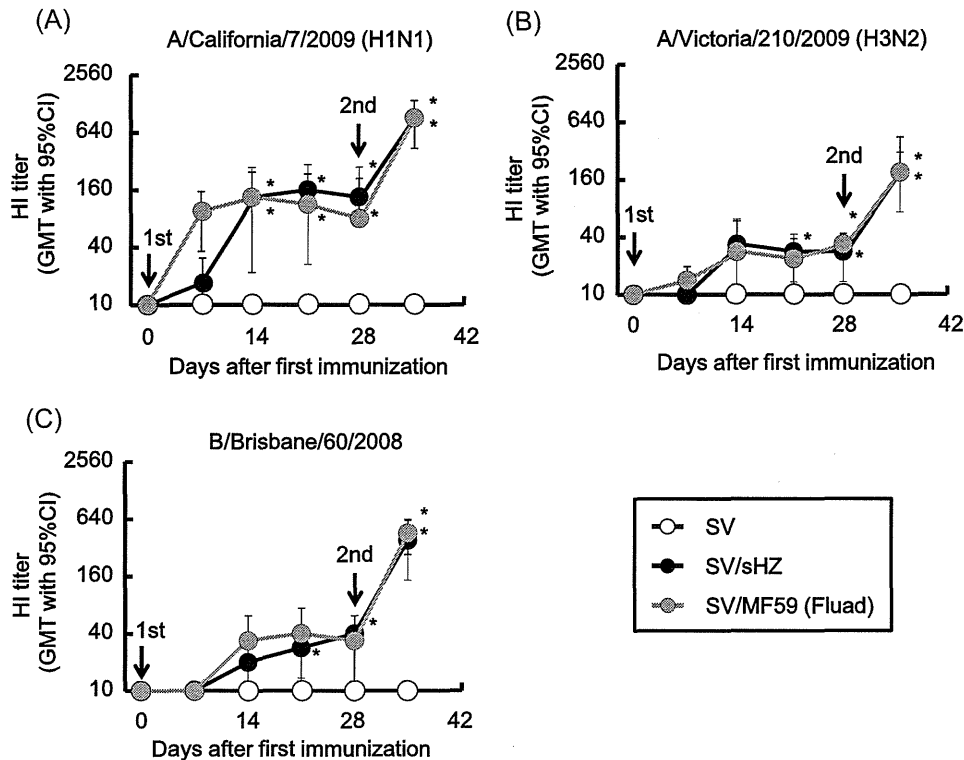 (A)
A/California/7/2009 (H1N1)
HI titer
(GMT with 95%CI)
2560
640
160
40
10
1st
2nd
*
*
*
*
*
*
*
*
0
14
28
42
Days after first immunization
(B)
A/Victoria/210/2009 (H3N2)
HI titer
(GMT with 95%CI)
2560
640
160
40
10
1st
2nd
*
*
*
*
*
0
14
28
42
Days after first immunization
(C)
B/Brisbane/60/2008
HI titer
(GMT with 95%CI)
2560
640
160
40
10
1st
2nd
*
*
*
*
0
14
28
42
Days after first immunization
SV
SV/sHZ
SV/MF59 (Fluad)